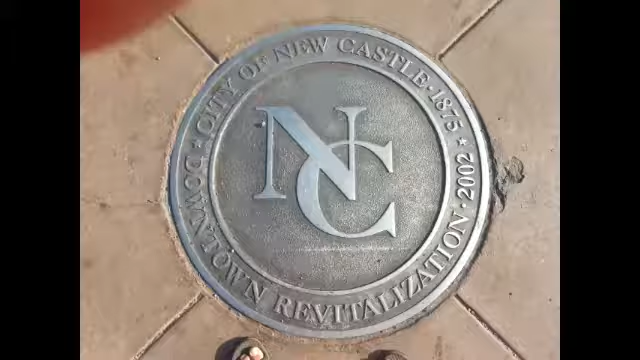 CITY OF NEW CASTLE · 1875 ★ 2002 · DOWNTOWN REVITALIZATION ★
NC